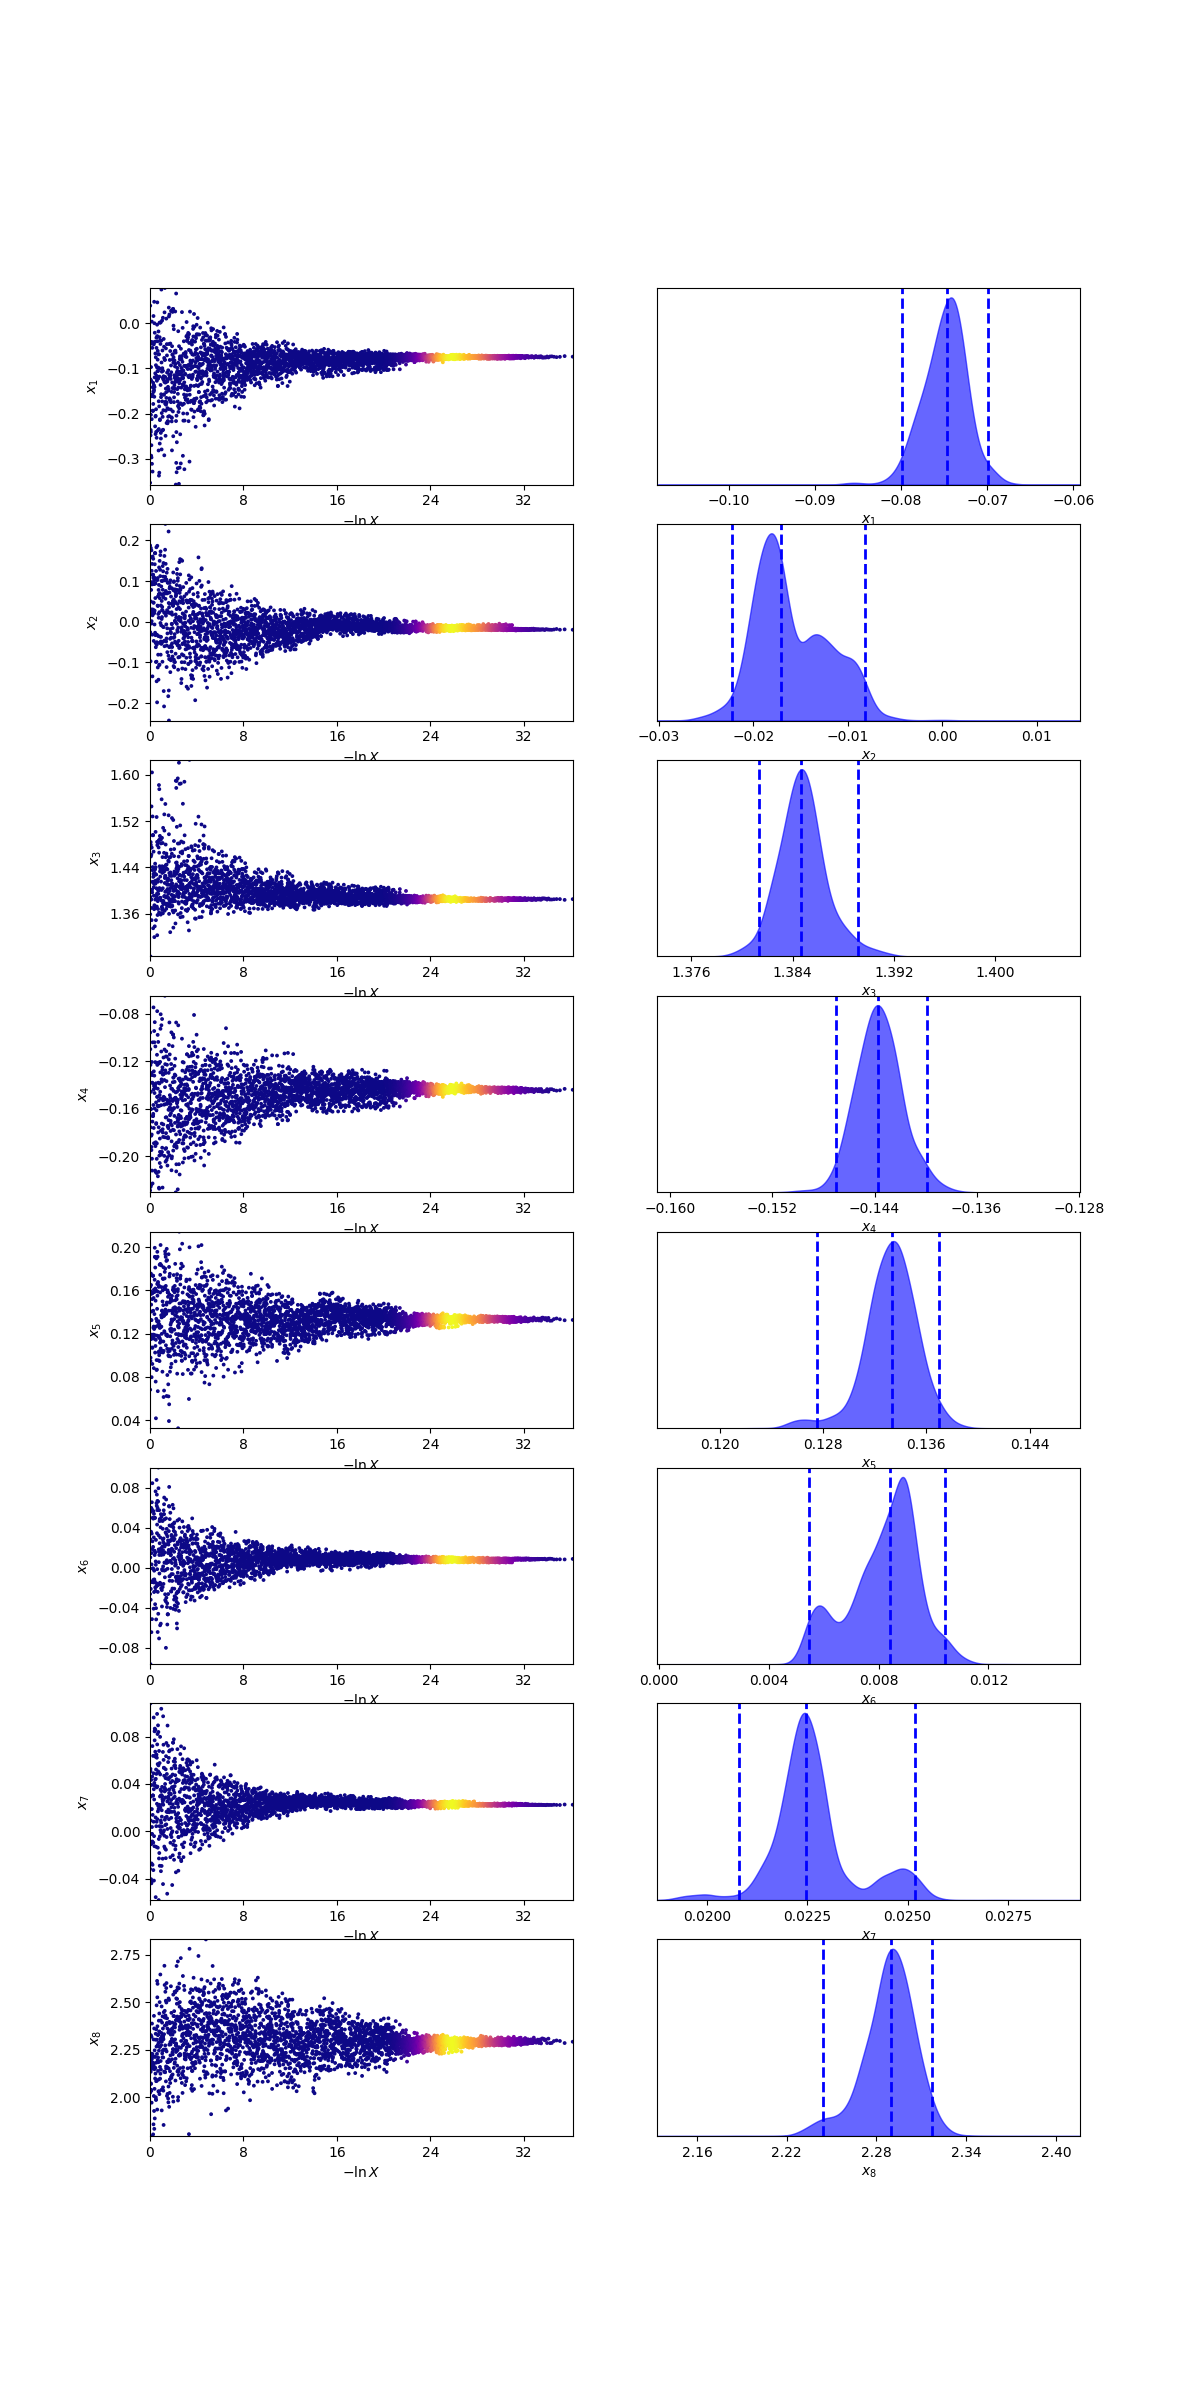 0.0
−0.1
−0.2
−0.3
x₁
0 8 16 24 32
−ln X
−0.10 −0.09 −0.08 −0.07 −0.06
x₁
0.2
0.1
0.0
−0.1
−0.2
x₂
0 8 16 24 32
−ln X
−0.03 −0.02 −0.01 0.00 0.01
x₂
1.60
1.52
1.44
1.36
x₃
0 8 16 24 32
−ln X
1.376 1.384 1.392 1.400
x₃
−0.08
−0.12
−0.16
−0.20
x₄
0 8 16 24 32
−ln X
−0.160 −0.152 −0.144 −0.136 −0.128
x₄
0.20
0.16
0.12
0.08
0.04
x₅
0 8 16 24 32
−ln X
0.120 0.128 0.136 0.144
x₅
0.08
0.04
0.00
−0.04
−0.08
x₆
0 8 16 24 32
−ln X
0.000 0.004 0.008 0.012
x₆
0.08
0.04
0.00
−0.04
x₇
0 8 16 24 32
−ln X
0.0200 0.0225 0.0250 0.0275
x₇
2.75
2.50
2.25
2.00
x₈
0 8 16 24 32
−ln X
2.16 2.22 2.28 2.34 2.40
x₈